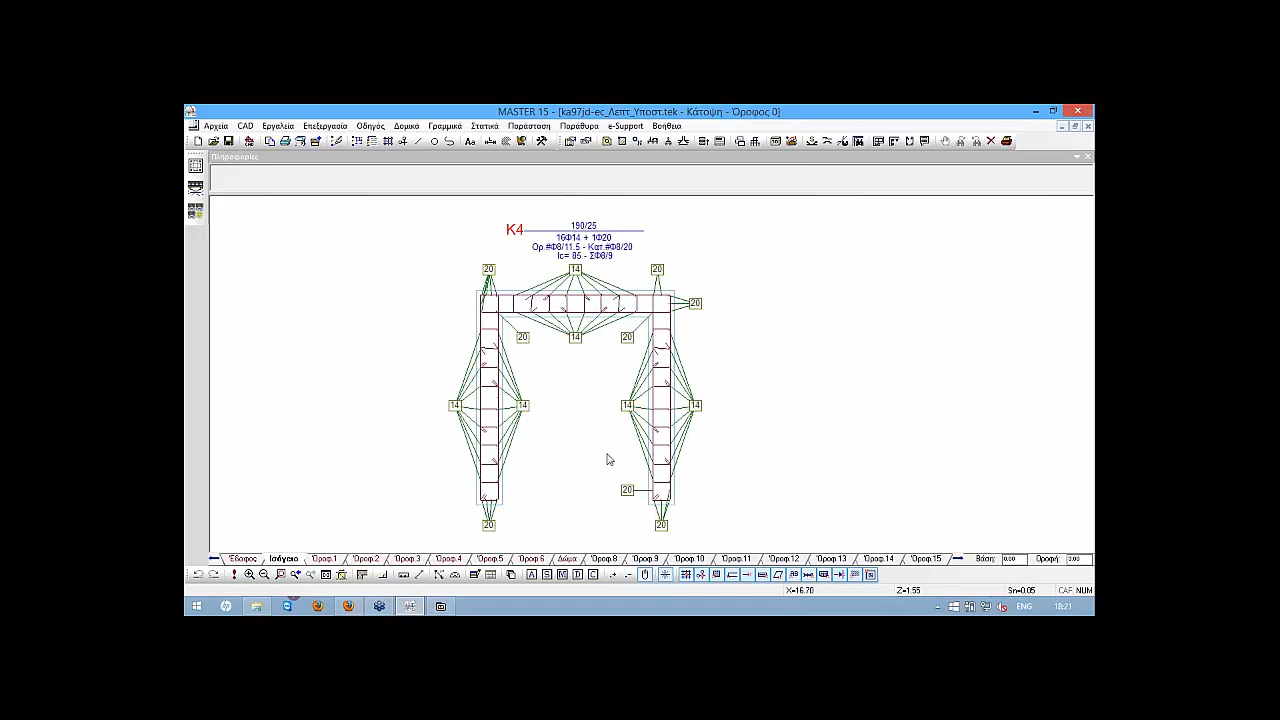 MASTER 15 - [ka97jd-ec_Λεπτ_Υποστ.tek - Κάτοψη - Όροφος 0]
Αρχεία CAD Εργαλεία Επεξεργασία Οδηγός Δομικά Γραμμικά Στατικά Παράσταση Παράθυρα e-Support Βοήθεια
Πληροφορίες
K4
190/25
16Φ14 + 1Φ20
Ορ.#Φ8/11.5 - Κατ.#Φ8/20
lc= 85 - ΣΦ8/9
20 14 20
20
20 14 20
14 14 14 14
20
20 20
Έδαφος Ισόγειο Όροφ.1 Όροφ.2 Όροφ.3 Όροφ.4 Όροφ.5 Όροφ 6 Δώμα Όροφ.8 Όροφ.9 Όροφ.10 Όροφ.11 Όροφ.12 Όροφ 13 Όροφ.14 Όροφ.15 Βάση: 0.00 Οροφή: 3.00
A S M D C
X=16.70 Z=1.55 Sn=0.05 CAP NUM
ENG 18:21